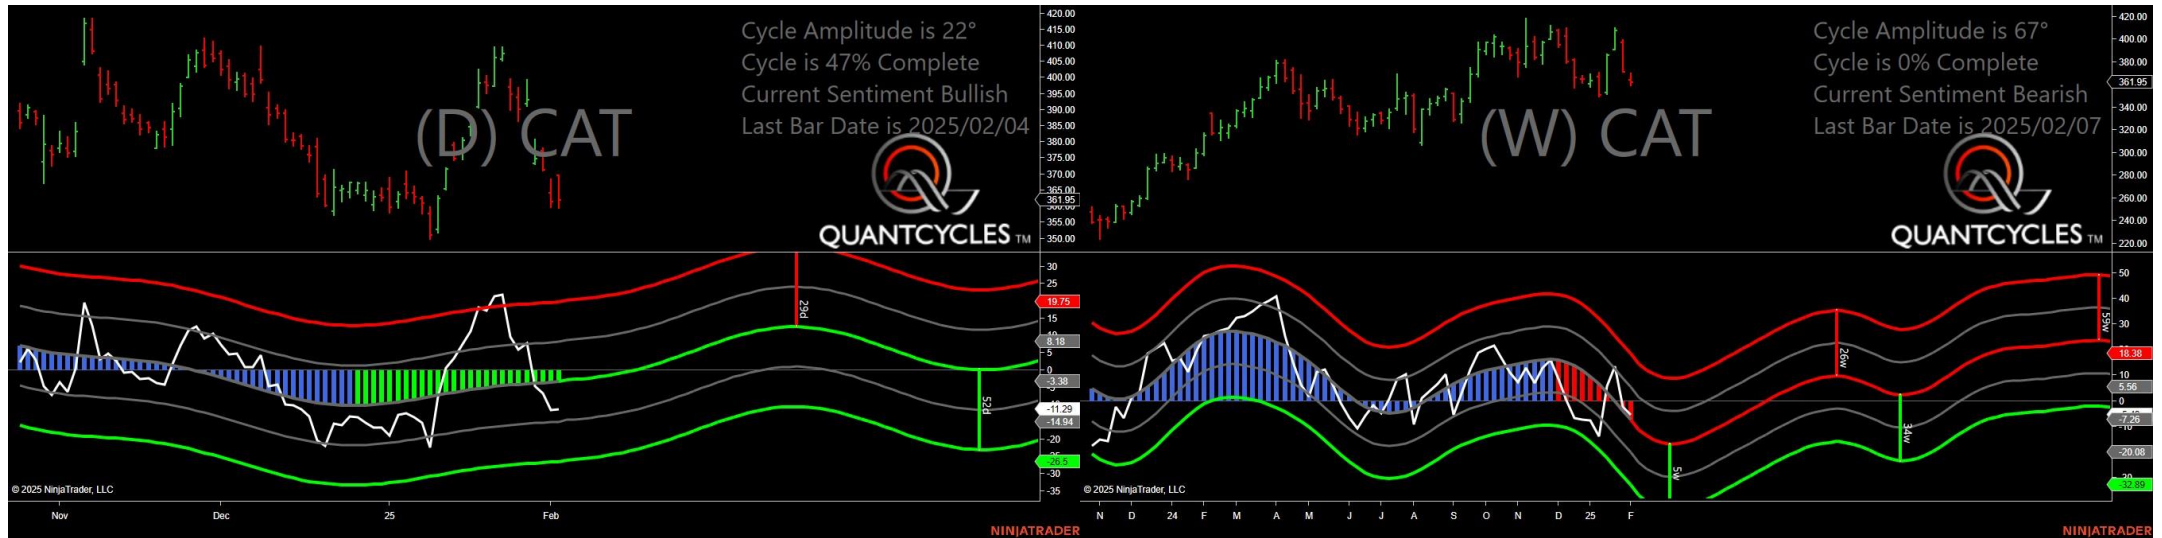 Cycle Amplitude is 22°
Cycle is 47% Complete
Current Sentiment Bullish
Last Bar Date is 2025/02/04
(D) CAT
QUANTCYCLES TM
420.00
415.00
410.00
405.00
400.00
395.00
390.00
385.00
380.00
375.00
370.00
365.00
361.95
355.00
350.00
30
25
19.75
15
10
8.18
5
0
-3.38
-11.29
-14.94
-20
-26.5
-30
-35
29d
52d
© 2025 NinjaTrader, LLC
Nov
Dec
25
Feb
NINJATRADER
Cycle Amplitude is 67°
Cycle is 0% Complete
Current Sentiment Bearish
Last Bar Date is 2025/02/07
(W) CAT
QUANTCYCLES TM
420.00
400.00
380.00
361.95
340.00
320.00
300.00
280.00
260.00
240.00
220.00
50
40
30
18.38
10
5.56
0
-7.26
-20.08
-32.89
26w
59w
34w
5w
© 2025 NinjaTrader, LLC
N D 24 F M A M J J A S O N D 25 F
NINJATRADER